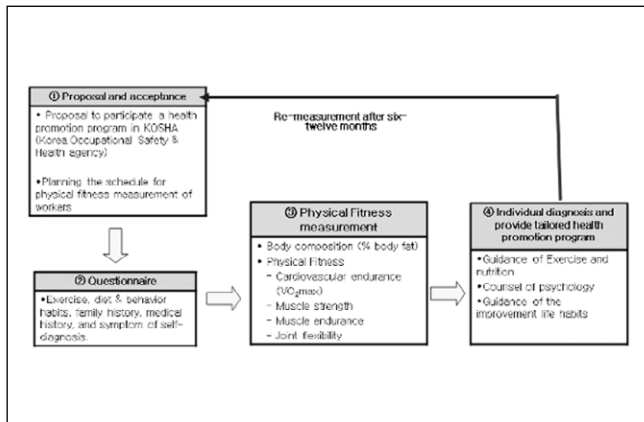 ① Proposal and acceptance
• Proposal to participate a health
promotion program in KOSHA
(Korea Occupational Safety &
Health agency)
• Planning the schedule for
physical fitness measurement of
workers
② Questionnaire
•Exercise, diet & behavior
habits, family history, medical
history, and symptom of self-
diagnosis.
Re-measurement after six-
twelve months
③ Physical Fitness
measurement
• Body composition (% body fat)
• Physical Fitness
– Cardiovascular endurance
(VO₂max)
– Muscle strength
– Muscle endurance
– Joint flexibility
④ Individual diagnosis and
provide tailored health
promotion program
•Guidance of Exercise and
nutrition
•Counsel of psychology
•Guidance of the
improvement life habits